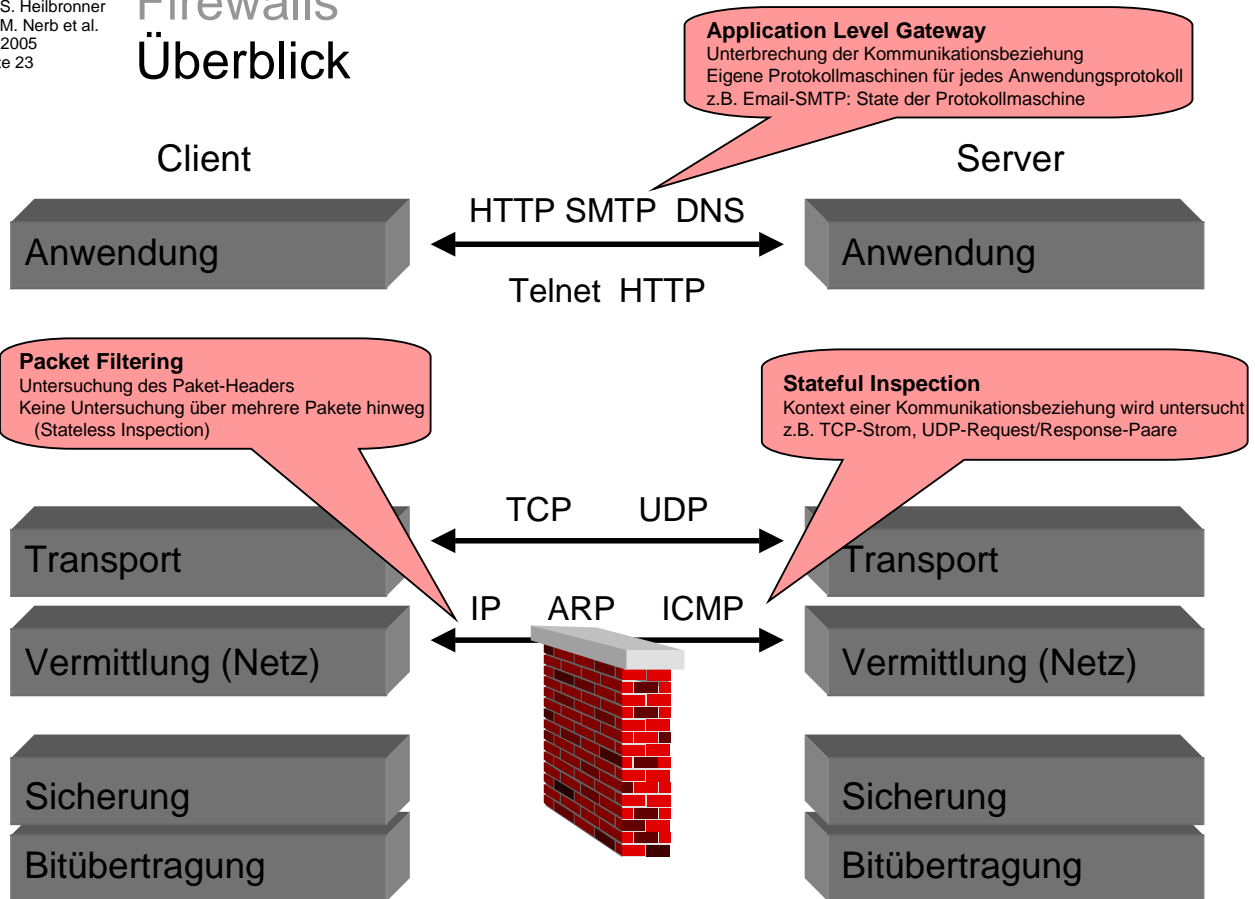 S. Heilbronner
M. Nerb et al.
2005
23
Firewalls
Überblick
Application Level Gateway
Unterbrechung der Kommunikationsbeziehung
Eigene Protokollmaschinen für jedes Anwendungsprotokoll
z.B. Email-SMTP: State der Protokollmaschine
Client
Server
HTTP SMTP DNS
Anwendung
Anwendung
Telnet HTTP
Packet Filtering
Untersuchung des Paket-Headers
Keine Untersuchung über mehrere Pakete hinweg
(Stateless Inspection)
Stateful Inspection
Kontext einer Kommunikationsbeziehung wird untersucht
z.B. TCP-Strom, UDP-Request/Response-Paare
TCP UDP
Transport
Transport
IP ARP ICMP
Vermittlung (Netz)
Vermittlung (Netz)
Sicherung
Sicherung
Bitübertragung
Bitübertragung